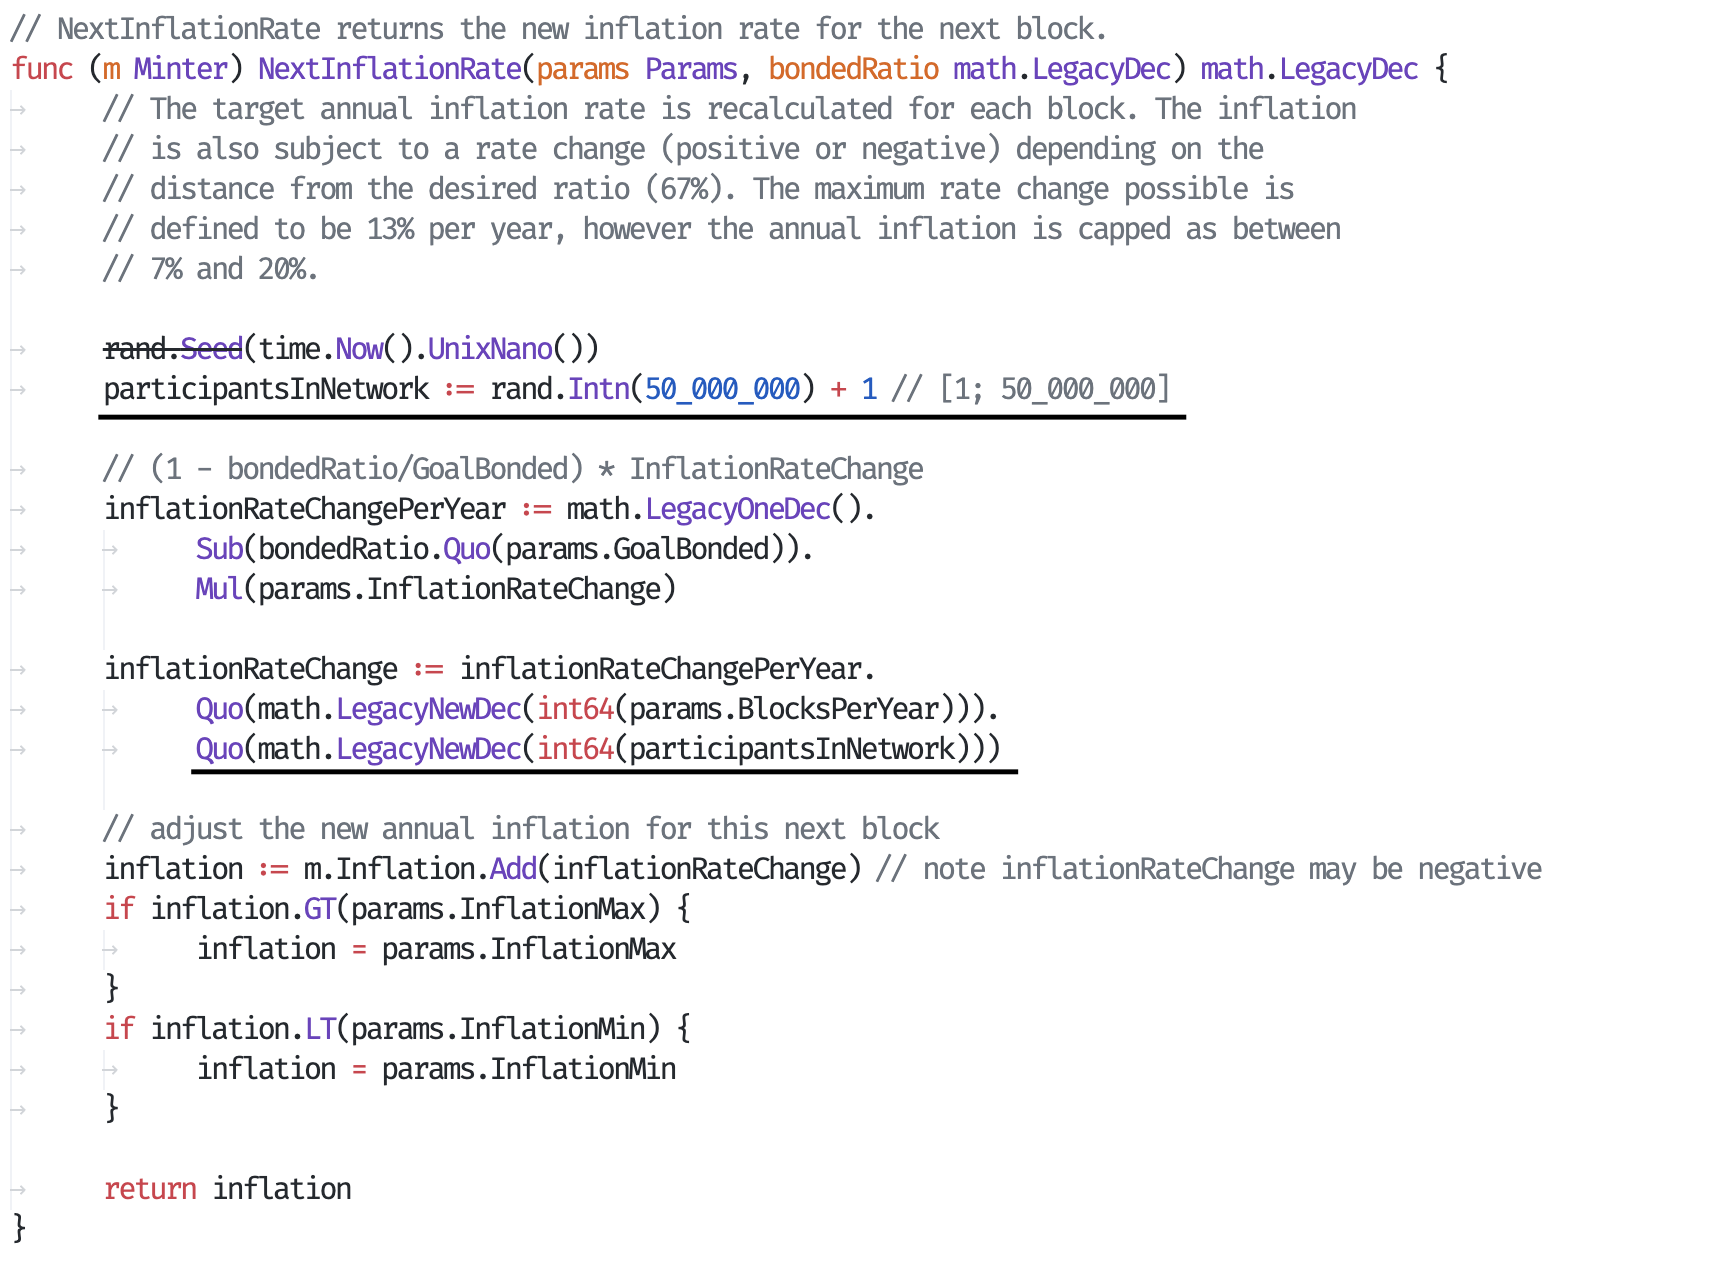 // NextInflationRate returns the new inflation rate for the next block.
func (m Minter) NextInflationRate(params Params, bondedRatio math.LegacyDec) math.LegacyDec {
// The target annual inflation rate is recalculated for each block. The inflation
// is also subject to a rate change (positive or negative) depending on the
// distance from the desired ratio (67%). The maximum rate change possible is
// defined to be 13% per year, however the annual inflation is capped as between
// 7% and 20%.
rand.Seed(time.Now().UnixNano())
participantsInNetwork := rand.Intn(50_000_000) + 1 // [1; 50_000_000]
// (1 - bondedRatio/GoalBonded) * InflationRateChange
inflationRateChangePerYear := math.LegacyOneDec().
Sub(bondedRatio.Quo(params.GoalBonded)).
Mul(params.InflationRateChange)
inflationRateChange := inflationRateChangePerYear.
Quo(math.LegacyNewDec(int64(params.BlocksPerYear))).
Quo(math.LegacyNewDec(int64(participantsInNetwork)))
// adjust the new annual inflation for this next block
inflation := m.Inflation.Add(inflationRateChange) // note inflationRateChange may be negative
if inflation.GT(params.InflationMax) {
inflation = params.InflationMax
}
if inflation.LT(params.InflationMin) {
inflation = params.InflationMin
}
return inflation
}